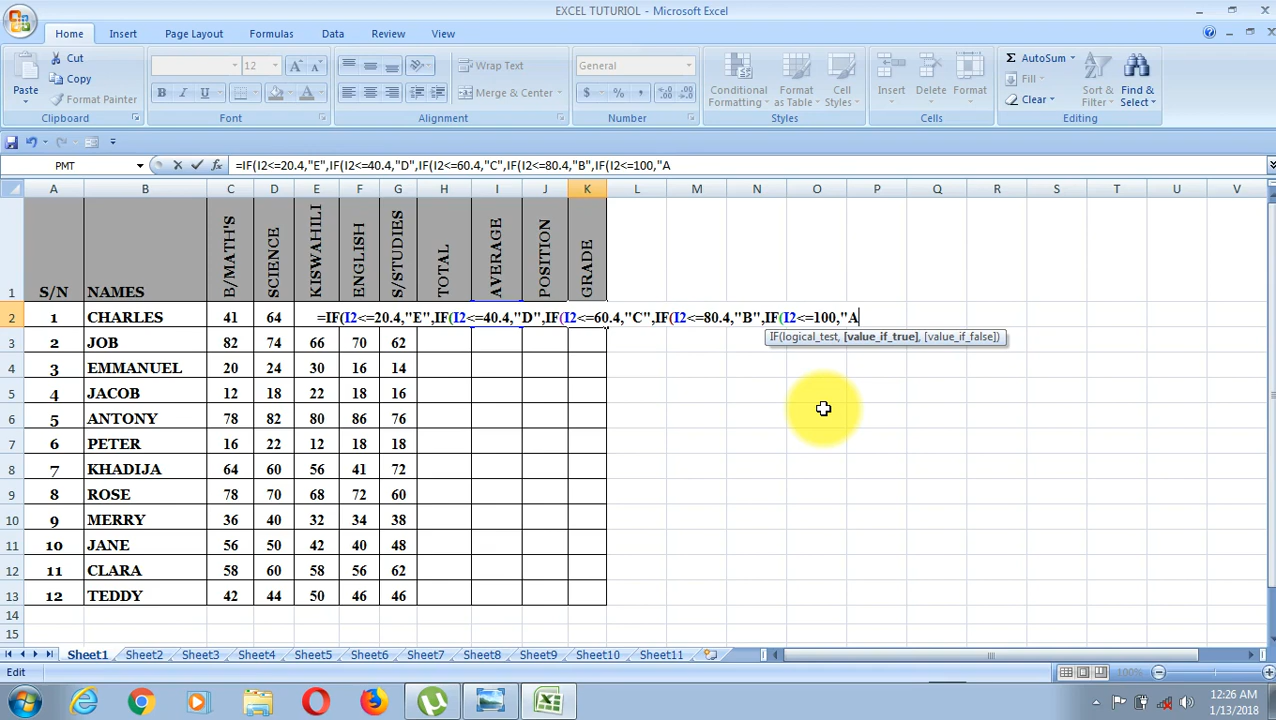 EXCEL TUTURIOL - Microsoft Excel
Home Insert Page Layout Formulas Data Review View
Paste Cut Copy Format Painter Clipboard
12 B I U A A A Font
Wrap Text Merge & Center Alignment
General $ % , Number
Conditional Formatting Format as Table Cell Styles Styles
Insert Delete Format Cells
Σ AutoSum Fill Clear Sort & Filter Find & Select Editing
PMT fx =IF(I2<=20.4,"E",IF(I2<=40.4,"D",IF(I2<=60.4,"C",IF(I2<=80.4,"B",IF(I2<=100,"A
A B C D E F G H I J K L M N O P Q R S T U V
1 S/N NAMES B/MATH'S SCIENCE KISWAHILI ENGLISH S/STUDIES TOTAL AVERAGE POSITION GRADE
2 1 CHARLES 41 64 =IF(I2<=20.4,"E",IF(I2<=40.4,"D",IF(I2<=60.4,"C",IF(I2<=80.4,"B",IF(I2<=100,"A
IF(logical_test, [value_if_true], [value_if_false])
3 2 JOB 82 74 66 70 62
4 3 EMMANUEL 20 24 30 16 14
5 4 JACOB 12 18 22 18 16
6 5 ANTONY 78 82 80 86 76
7 6 PETER 16 22 12 18 18
8 7 KHADIJA 64 60 56 41 72
9 8 ROSE 78 70 68 72 60
10 9 MERRY 36 40 32 34 38
11 10 JANE 56 50 42 40 48
12 11 CLARA 58 60 58 56 62
13 12 TEDDY 42 44 50 46 46
14
15
Sheet1 Sheet2 Sheet3 Sheet4 Sheet5 Sheet6 Sheet7 Sheet8 Sheet9 Sheet10 Sheet11
Edit 100%
12:26 AM
1/13/2018